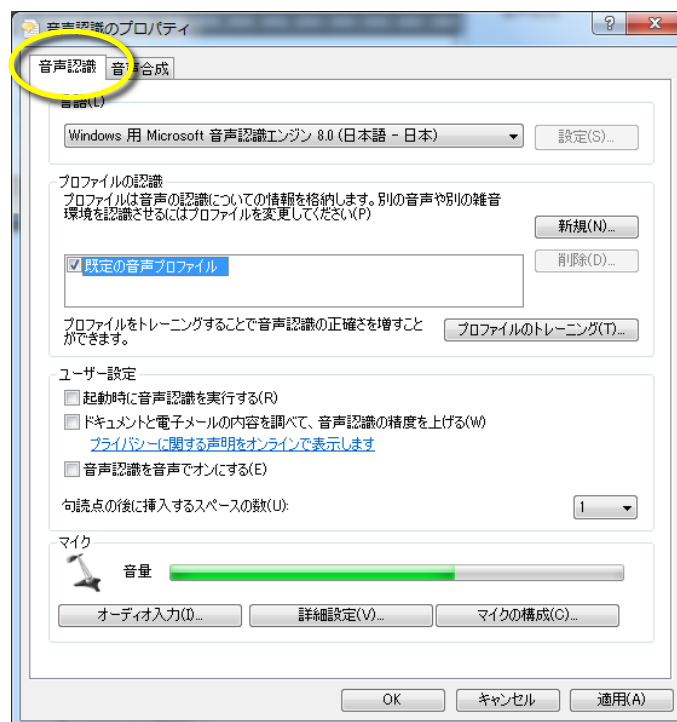 音声認識のプロパティ
音声認識 音声合成
言語(L)
Windows 用 Microsoft 音声認識エンジン 8.0 (日本語 - 日本)
設定(S)...
プロファイルの認識
プロファイルは音声の認識についての情報を格納します。別の音声や別の雑音
環境を認識させるにはプロファイルを変更してください(P)
新規(N)...
既定の音声プロファイル
削除(D)...
プロファイルをトレーニングすることで音声認識の正確さを増すこと
ができます。
プロファイルのトレーニング(T)...
ユーザー設定
起動時に音声認識を実行する(R)
ドキュメントと電子メールの内容を調べて、音声認識の精度を上げる(W)
プライバシーに関する声明をオンラインで表示します
音声認識を音声でオンにする(E)
句読点の後に挿入するスペースの数(U):
1
マイク
音量
オーディオ入力(I)... 詳細設定(V)... マイクの構成(C)...
OK キャンセル 適用(A)